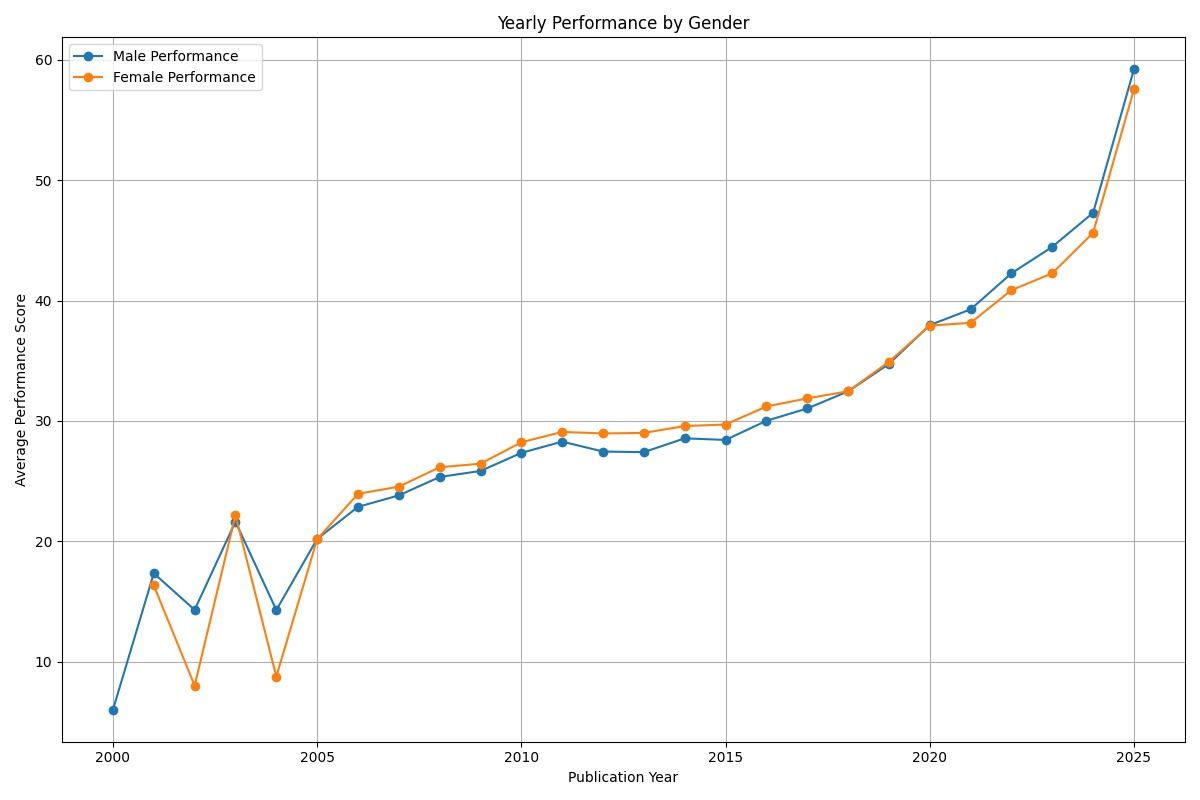 Yearly Performance by Gender
Male Performance
Female Performance
Average Performance Score
60
50
40
30
20
10
2000 2005 2010 2015 2020 2025
Publication Year